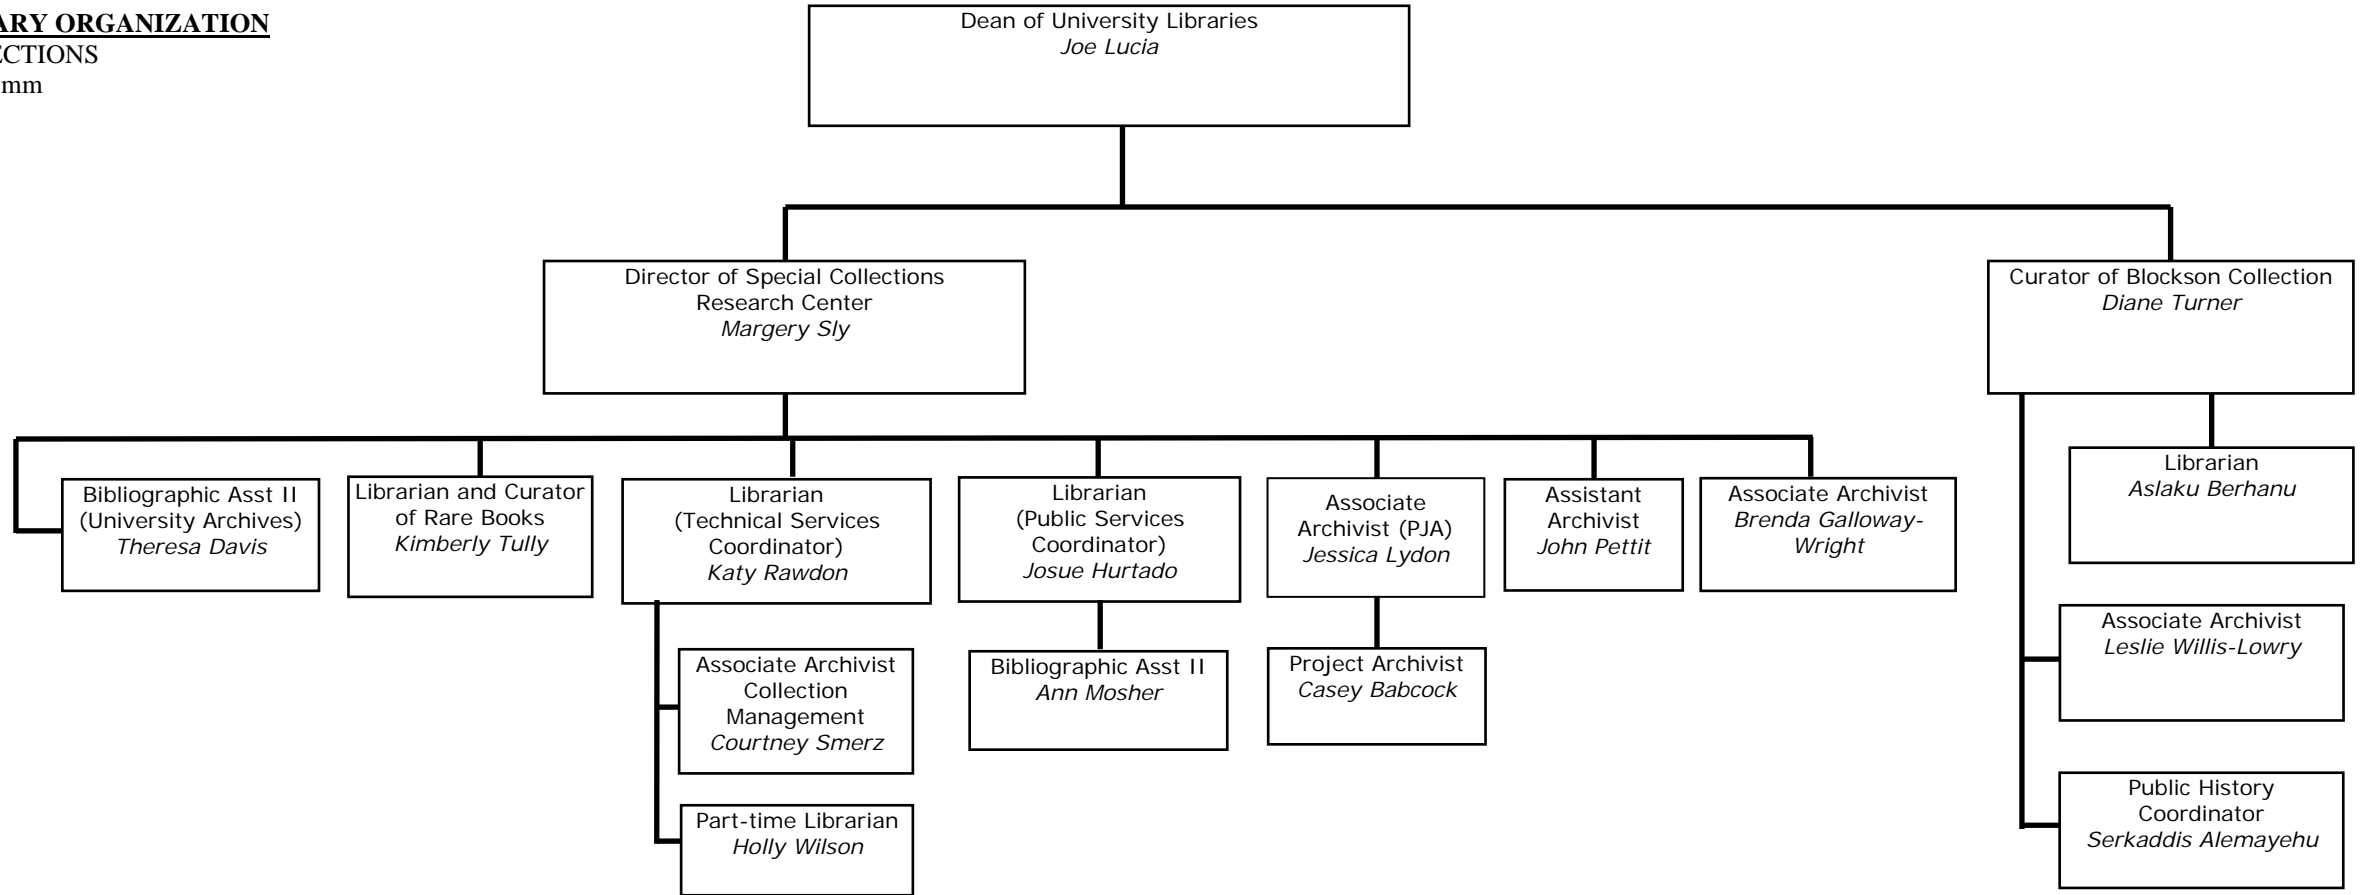 ARY ORGANIZATION
ECTIONS
mm
Dean of University Libraries
Joe Lucia
Director of Special Collections
Research Center
Margery Sly
Curator of Blockson Collection
Diane Turner
Bibliographic Asst II
(University Archives)
Theresa Davis
Librarian and Curator
of Rare Books
Kimberly Tully
Librarian
(Technical Services
Coordinator)
Katy Rawdon
Librarian
(Public Services
Coordinator)
Josue Hurtado
Associate
Archivist (PJA)
Jessica Lydon
Assistant
Archivist
John Pettit
Associate Archivist
Brenda Galloway-
Wright
Librarian
Aslaku Berhanu
Associate Archivist
Collection
Management
Courtney Smerz
Bibliographic Asst II
Ann Mosher
Project Archivist
Casey Babcock
Associate Archivist
Leslie Willis-Lowry
Part-time Librarian
Holly Wilson
Public History
Coordinator
Serkaddis Alemayehu